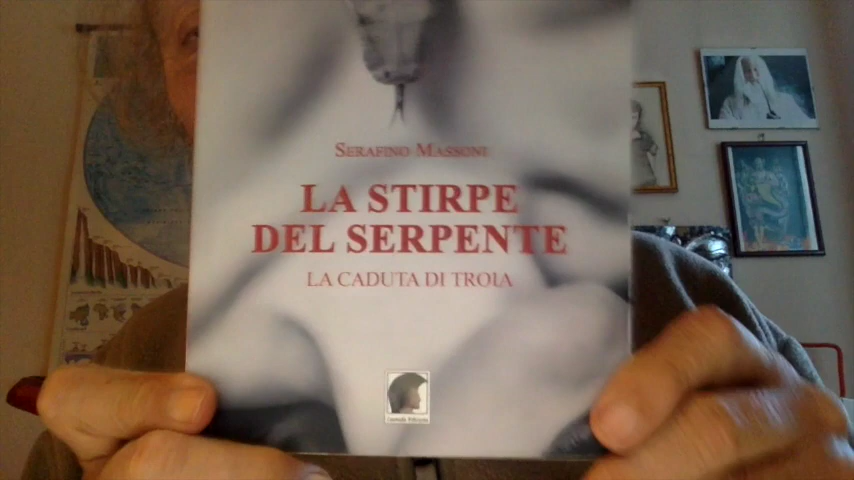 SERAFINO MASSONI
LA STIRPE
DEL SERPENTE
LA CADUTA DI TROIA